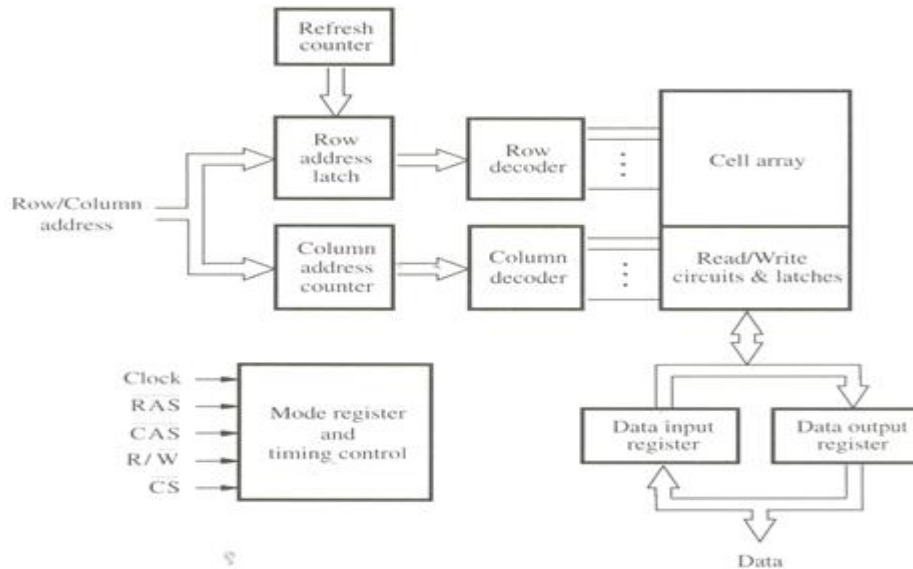 Refresh
counter
Row
address
latch
Row
decoder
Cell array
Row/Column
address
Column
address
counter
Column
decoder
Read/Write
circuits & latches
Clock
RAS
CAS
R/W
CS
Mode register
and
timing control
Data input
register
Data output
register
Data